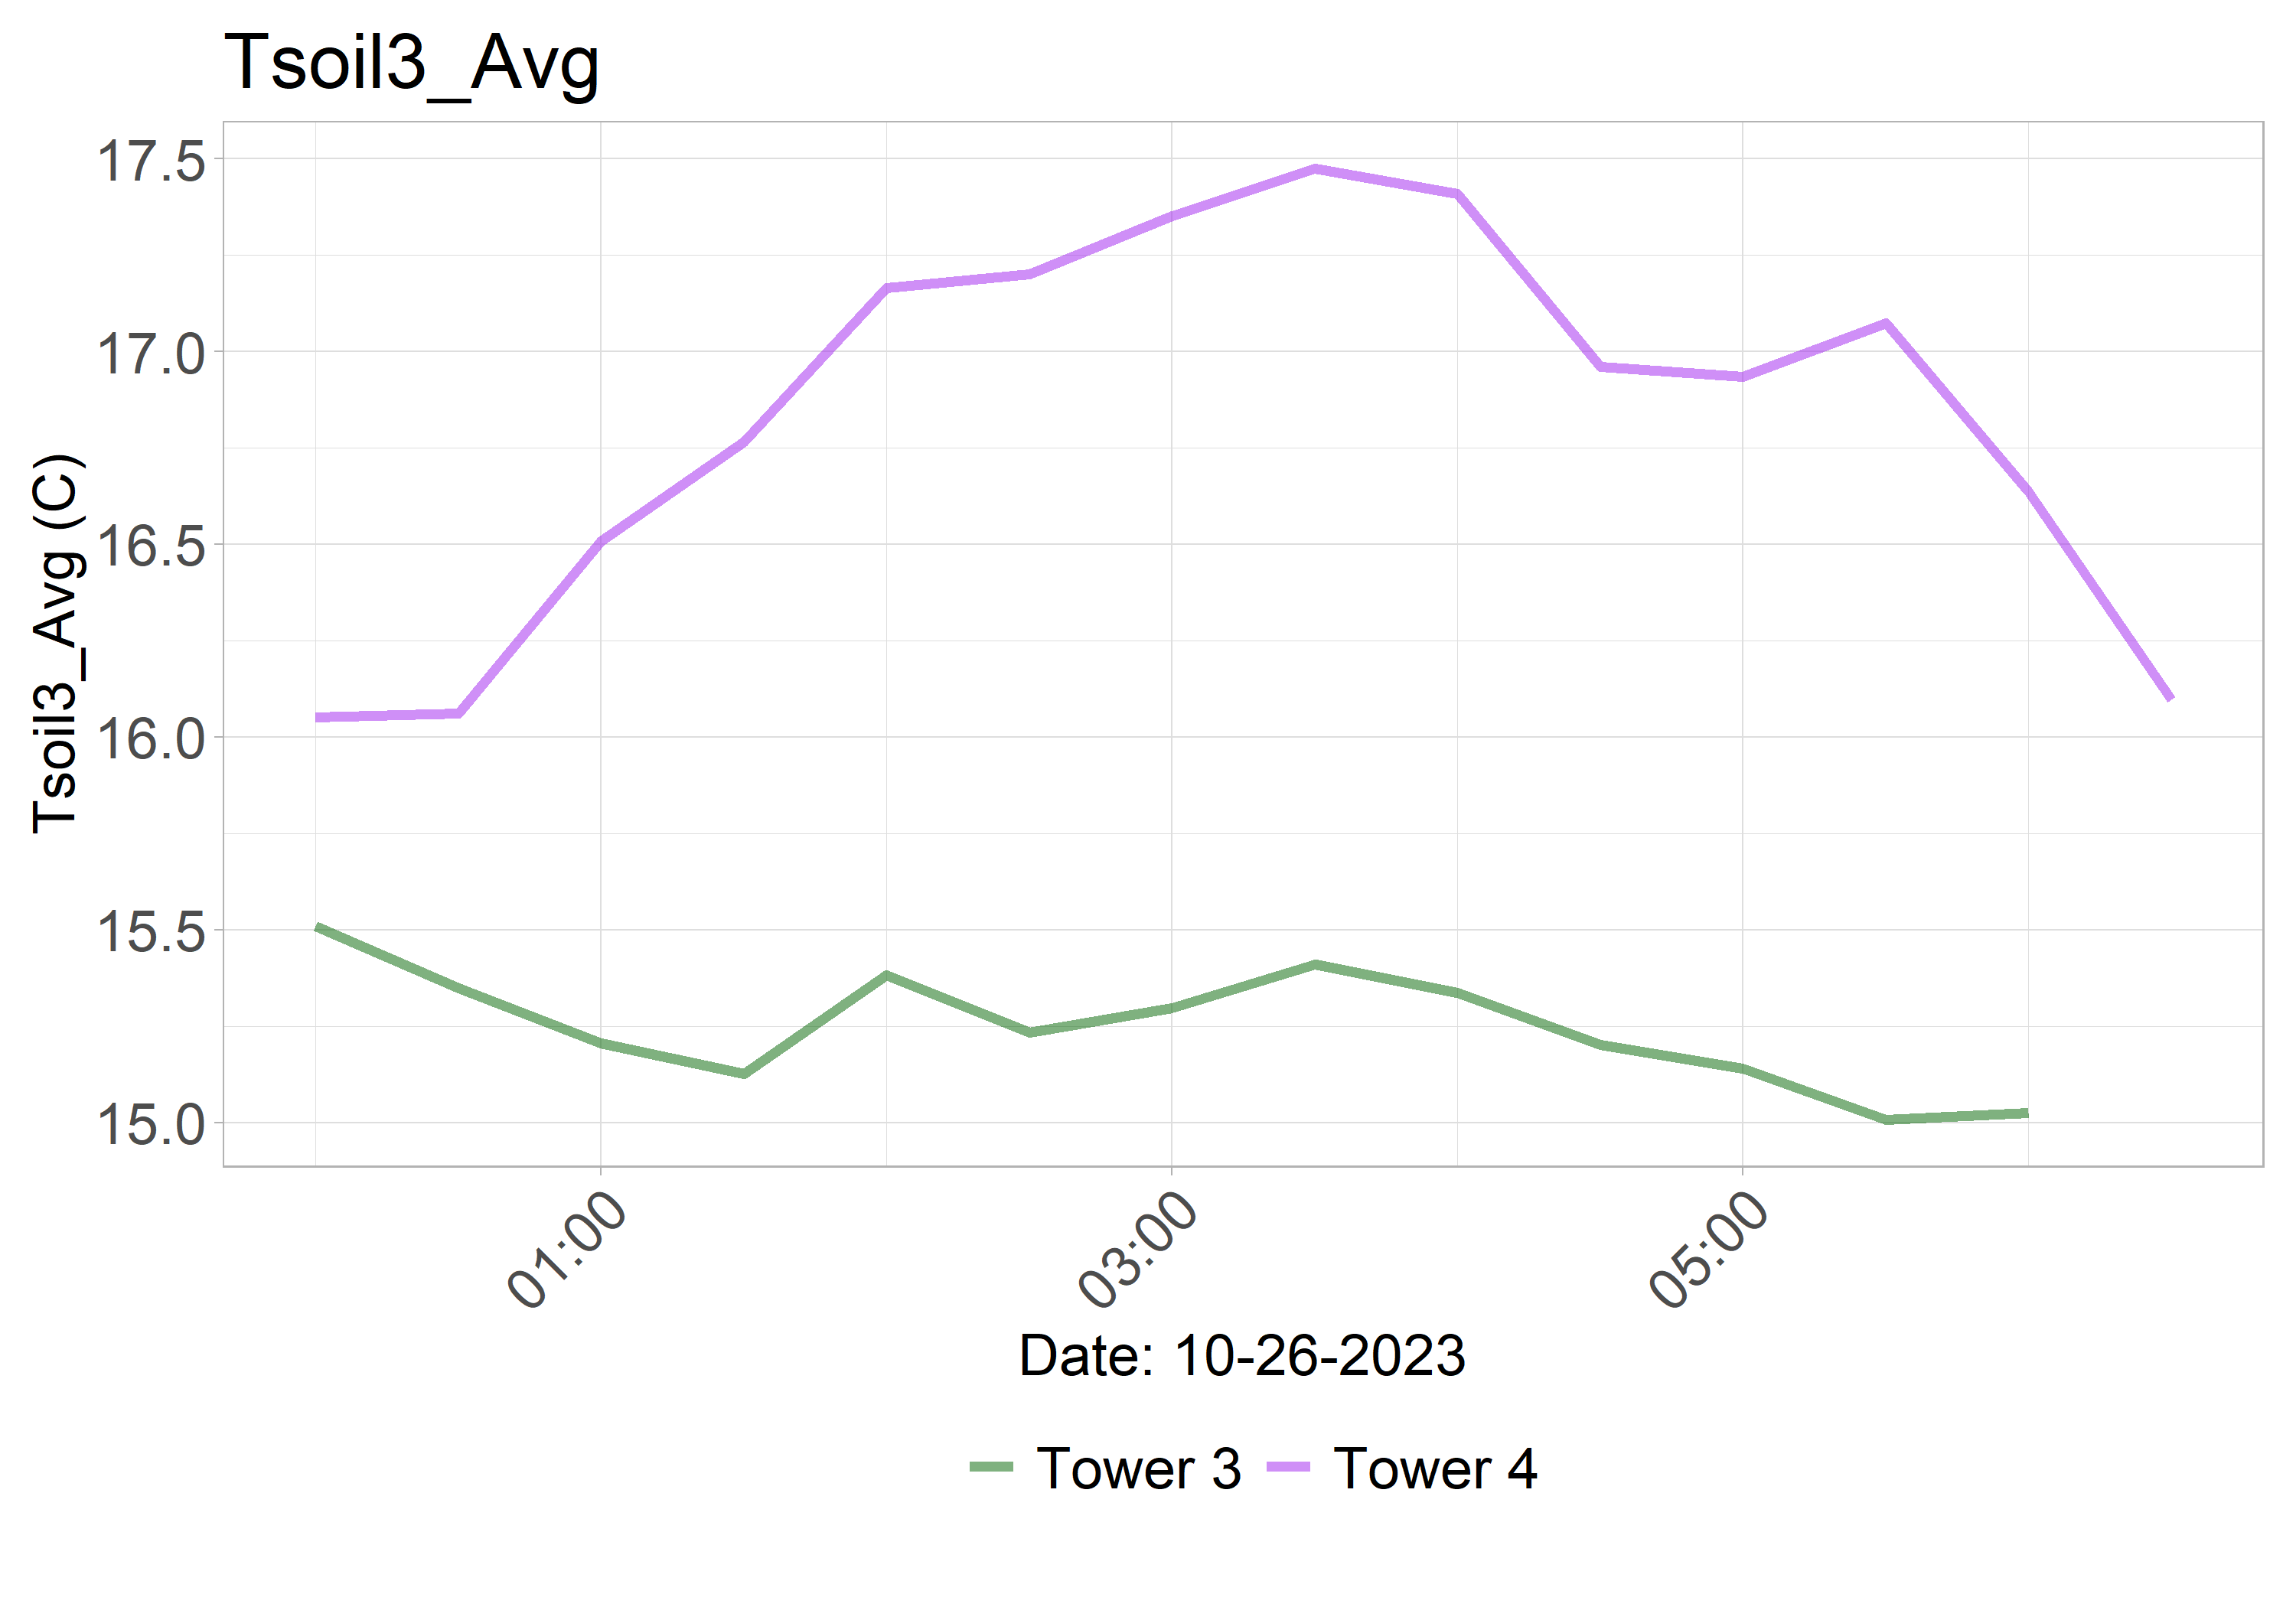 Tsoil3_Avg
Tsoil3_Avg (C)
17.5
17.0
16.5
16.0
15.5
15.0
01:00
03:00
05:00
Date: 10-26-2023
Tower 3
Tower 4